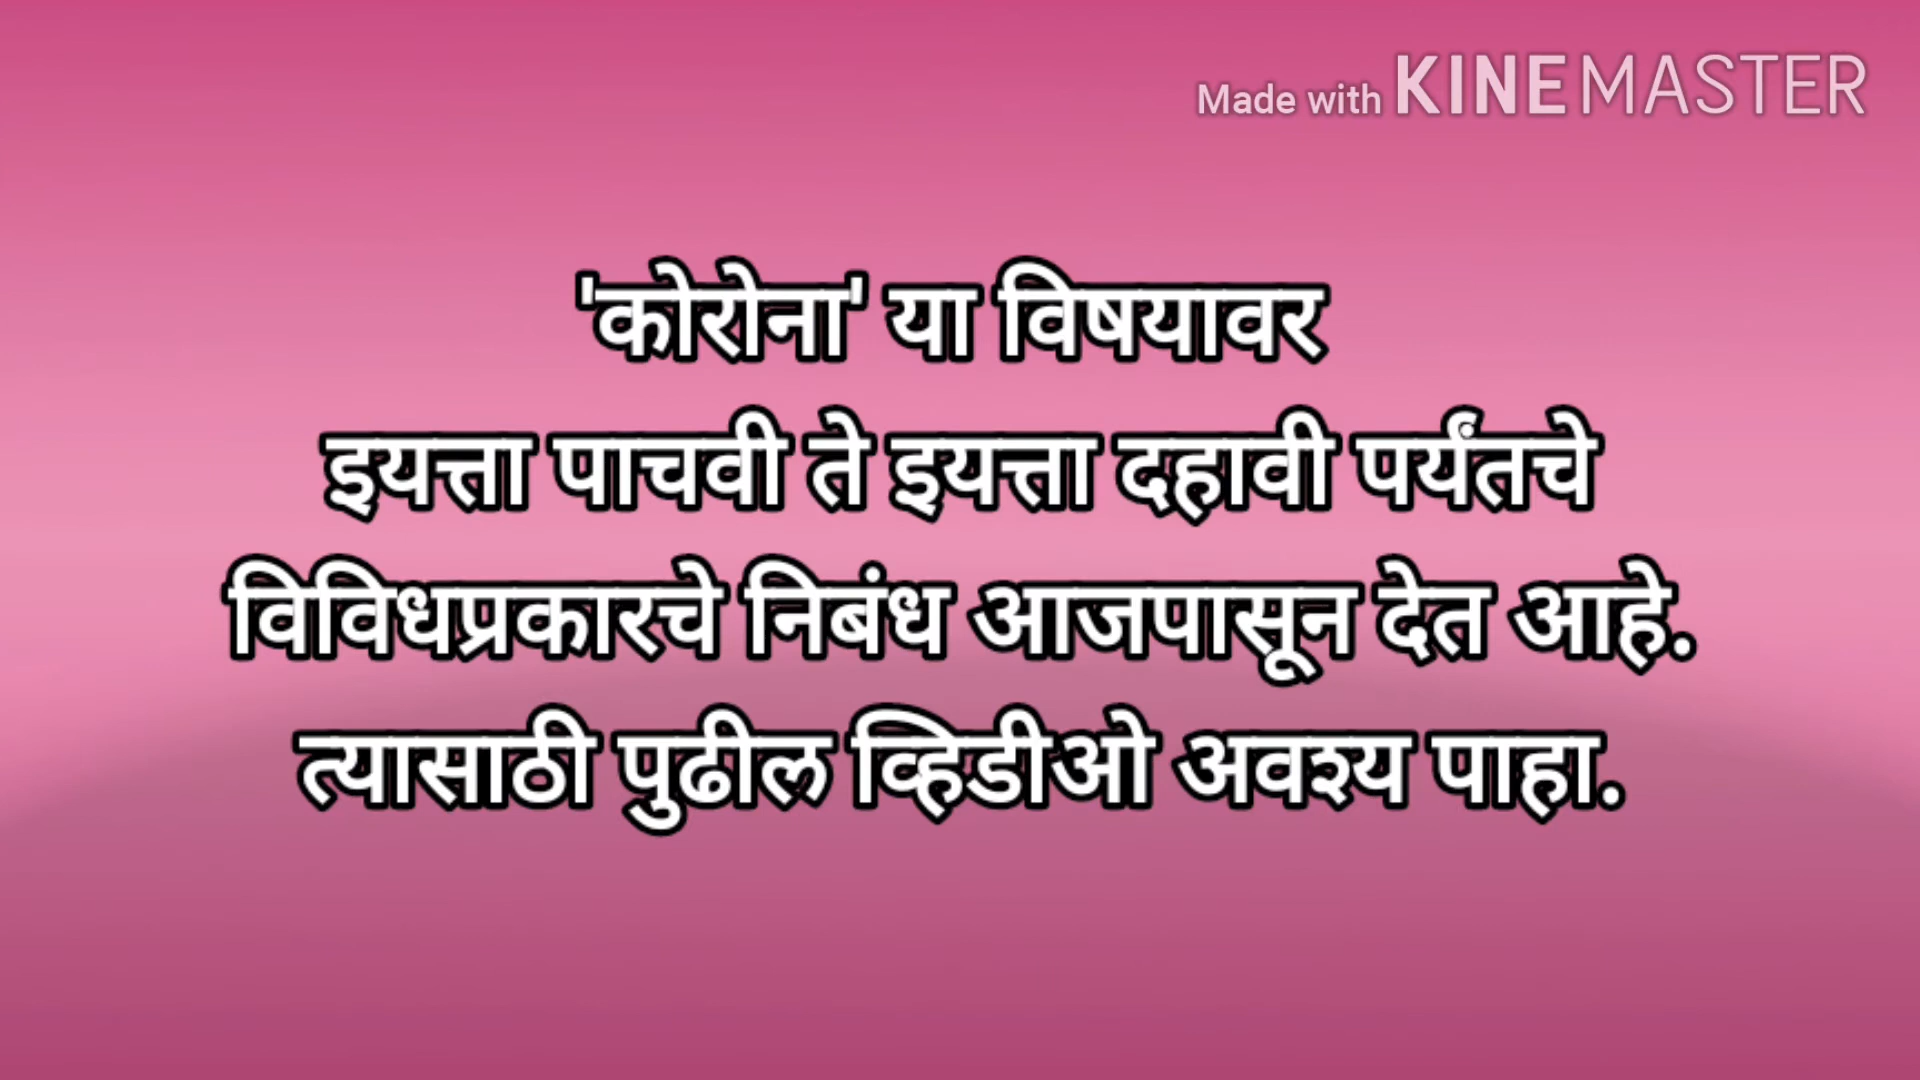 Made with KINEMASTER
'कोरोना' या विषयावर
इयत्ता पाचवी ते इयत्ता दहावी पर्यंतचे
विविधप्रकारचे निबंध आजपासून देत आहे.
त्यासाठी पुढील व्हिडीओ अवश्य पाहा.